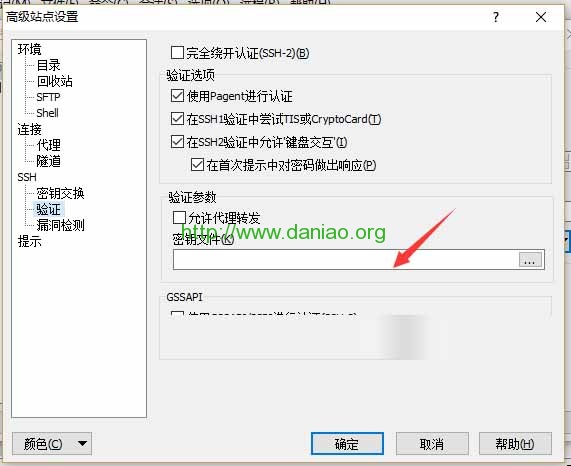 高级站点设置
环境
目录
回收站
SFTP
Shell
连接
代理
隧道
SSH
密钥交换
验证
漏洞检测
提示
完全绕开认证(SSH-2)(B)
验证选项
使用Pagent进行认证
在SSH1验证中尝试TIS或CryptoCard(T)
在SSH2验证中允许'键盘交互'(I)
在首次提示中对密码做出响应(P)
验证参数
允许代理转发
http://www.daniao.org
密钥文件(K)
...
GSSAPI
颜色(C)
确定
取消
帮助(H)